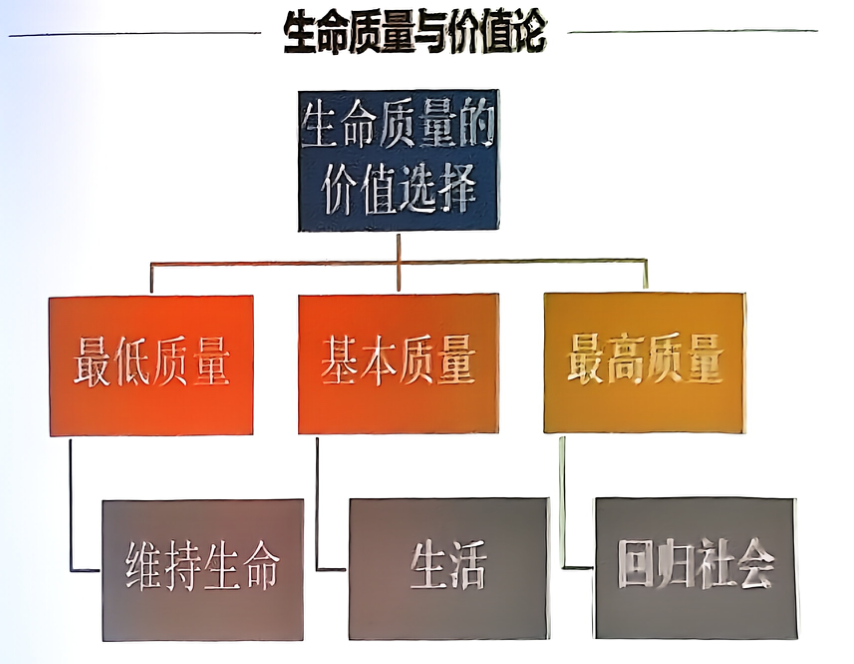 生命质量与价值论
生命质量的
价值选择
最低质量
基本质量
最高质量
维持生命
生活
回归社会